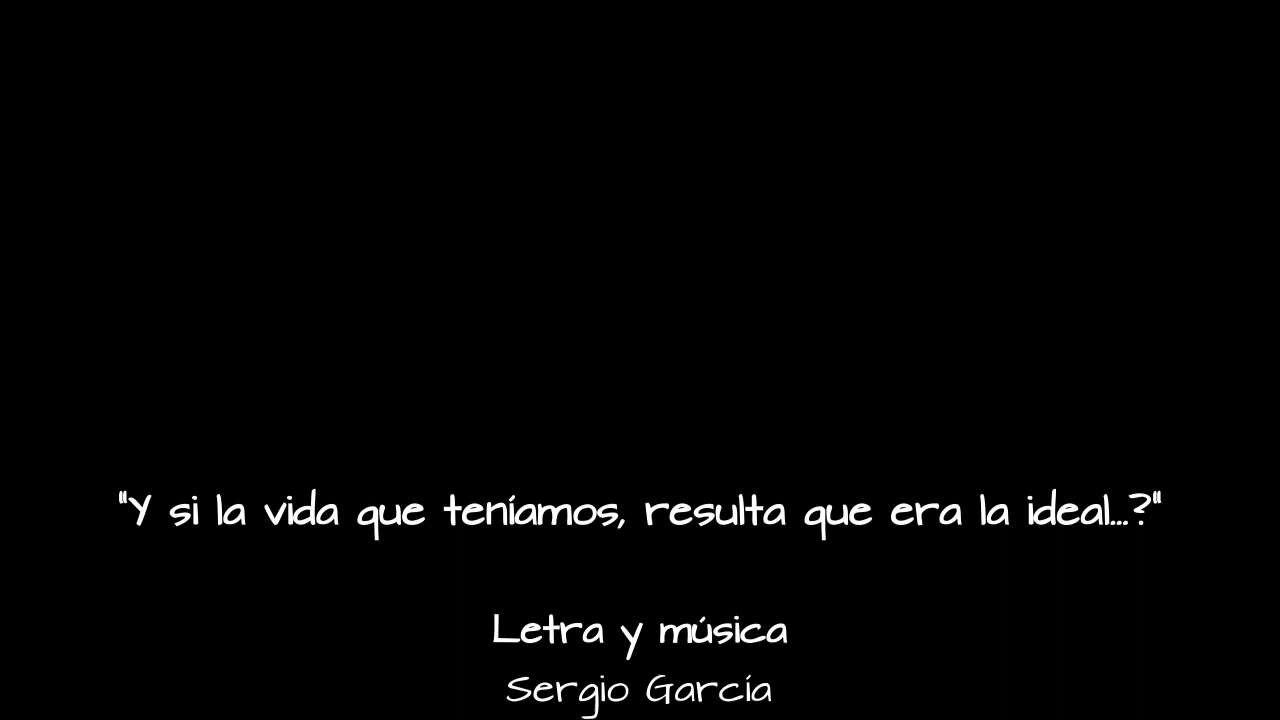 "Y si la vida que teníamos, resulta que era la ideal...?"
Letra y música
Sergio García